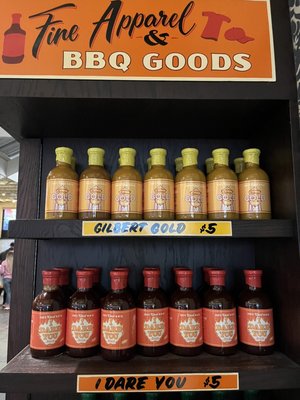 Fine Apparel
&
BBQ GOODS
GILBERT GOLD $5
I DARE YOU $5